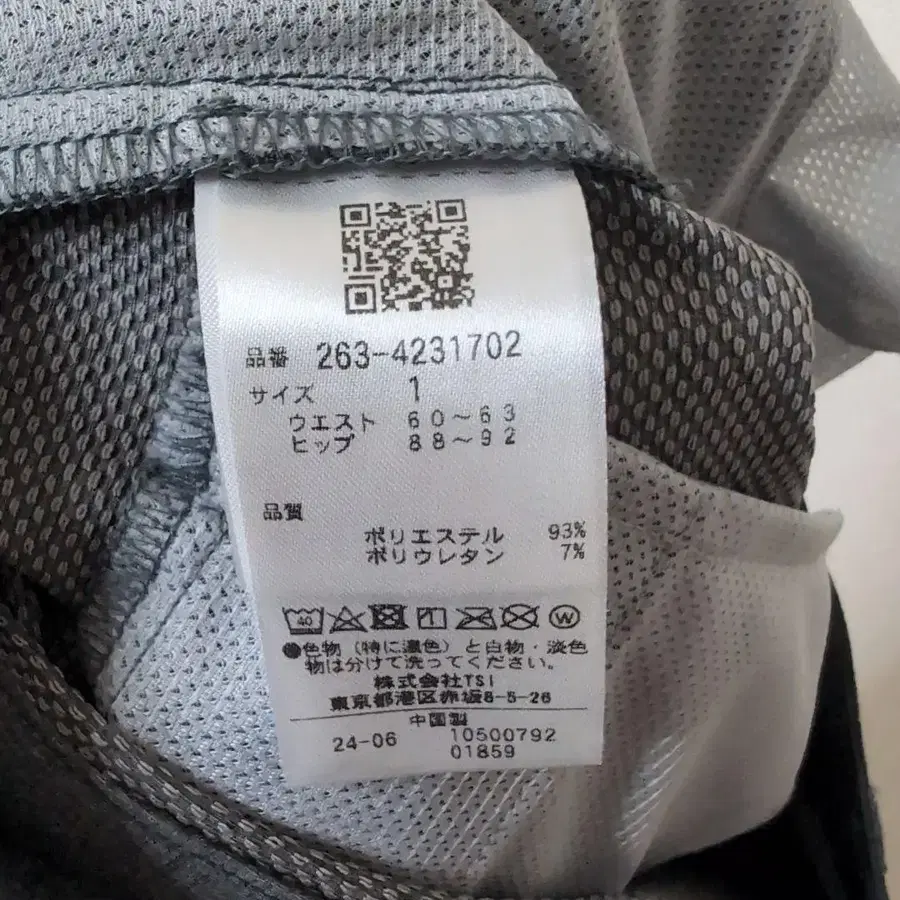 品番 263-4231702
サイズ 1
ウエスト 60～63
ヒップ 88～92
品質
ポリエステル 93%
ポリウレタン 7%
40 W
●色物（特に濃色）と白物・淡色
物は分けて洗ってください。
株式会社TSI
東京都港区赤坂8-5-26
中国製
24-06 10500792
01859